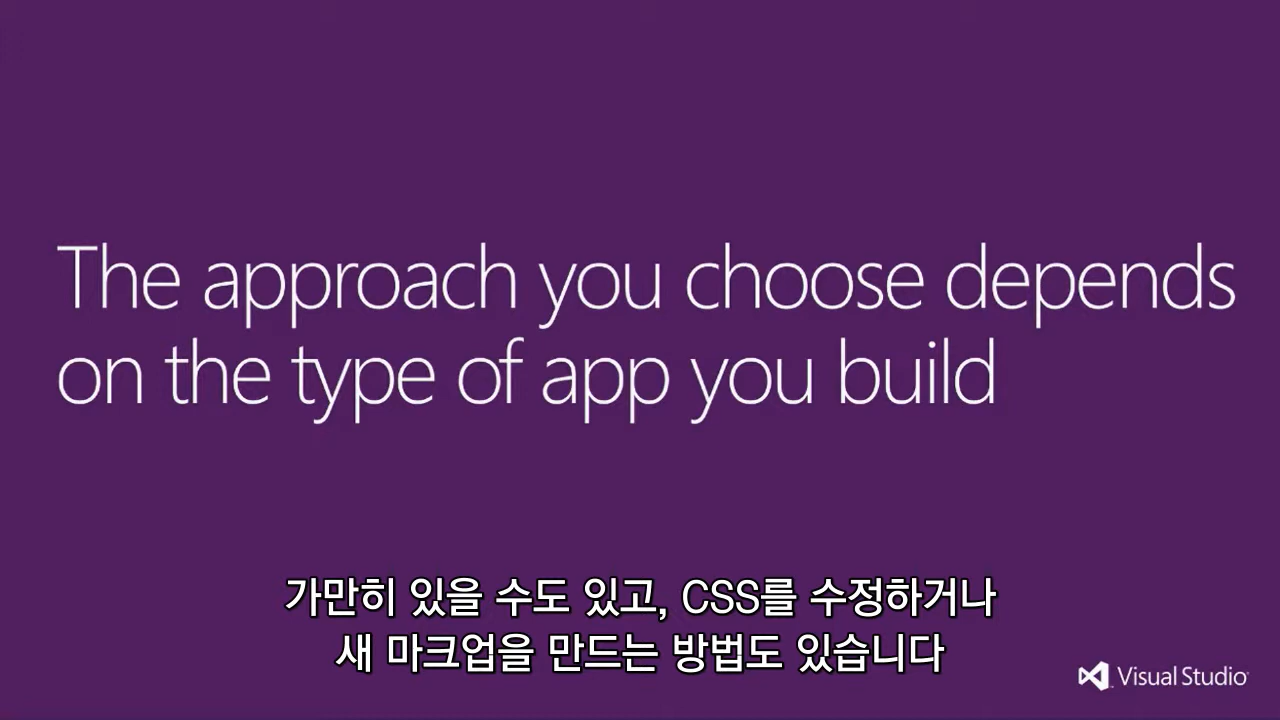 The approach you choose depends
on the type of app you build
가만히 있을 수도 있고, CSS를 수정하거나
새 마크업을 만드는 방법도 있습니다
Visual Studio